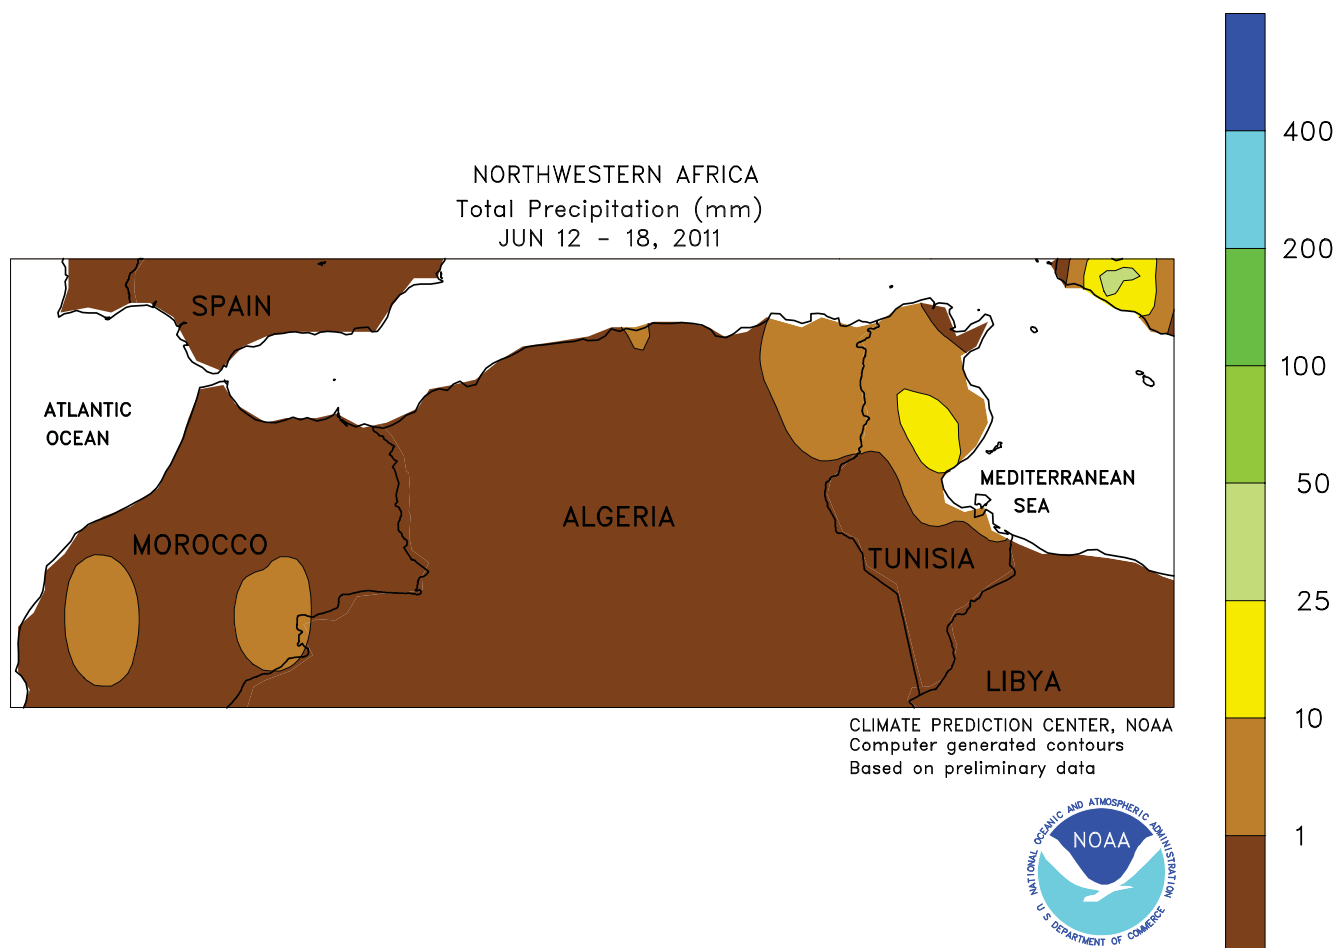 NORTHWESTERN AFRICA
Total Precipitation (mm)
JUN 12 - 18, 2011
SPAIN
ATLANTIC
OCEAN
MOROCCO
ALGERIA
TUNISIA
MEDITERRANEAN
SEA
LIBYA
400
200
100
50
25
10
1
CLIMATE PREDICTION CENTER, NOAA
Computer generated contours
Based on preliminary data
NATIONAL OCEANIC AND ATMOSPHERIC ADMINISTRATION
NOAA
U S DEPARTMENT OF COMMERCE